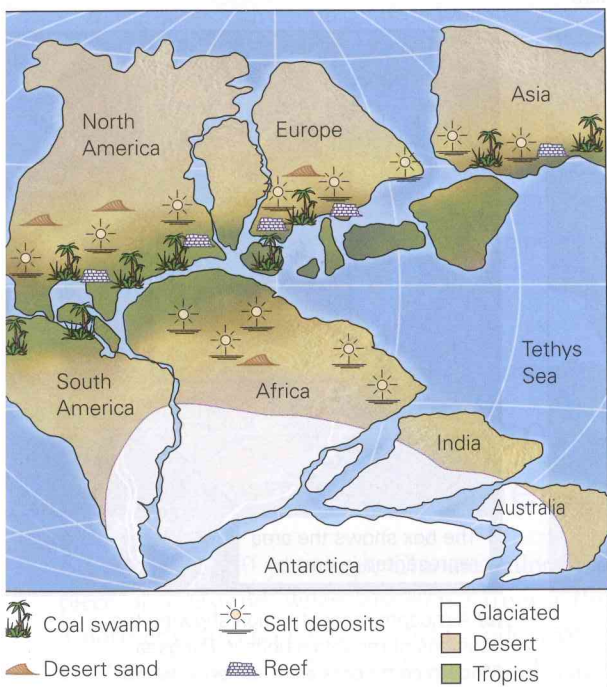 Asia
North
America
Europe
Tethys
Sea
South
America
Africa
India
Australia
Antarctica
Coal swamp
Salt deposits
Glaciated
Desert
Desert sand
Reef
Tropics